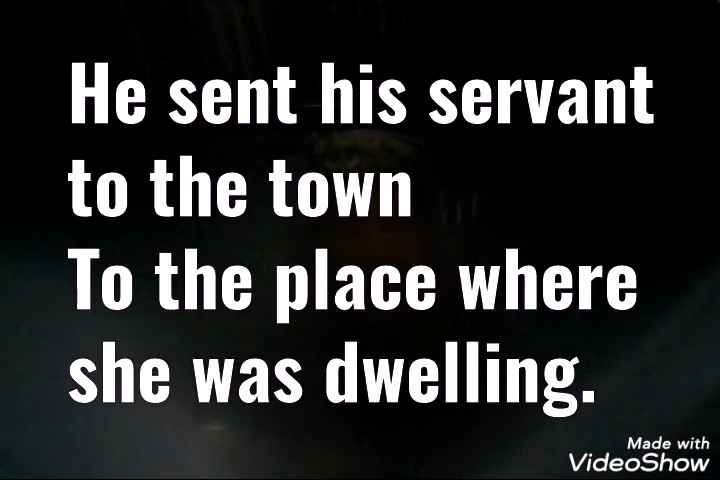 He sent his servant
to the town
To the place where
she was dwelling.
Made with
VideoShow